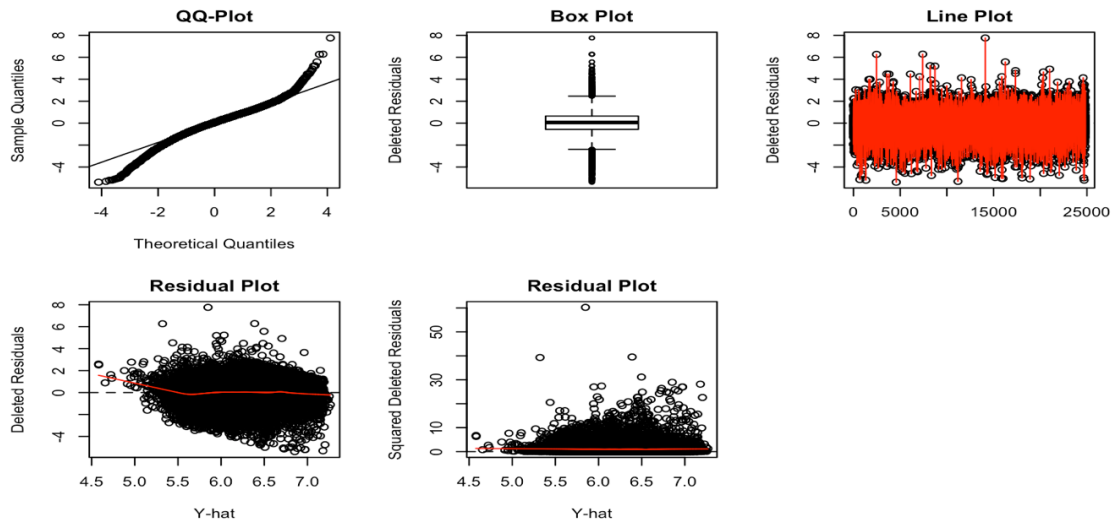 QQ-Plot
Sample Quantiles
8
6
4
2
0
-4
-4 -2 0 2 4
Theoretical Quantiles
Box Plot
Deleted Residuals
8
6
4
2
0
-4
Line Plot
Deleted Residuals
8
6
4
2
0
-4
0 5000 15000 25000
Residual Plot
Deleted Residuals
8
6
4
2
0
-4
4.5 5.0 5.5 6.0 6.5 7.0
Y-hat
Residual Plot
Squared Deleted Residuals
50
30
10
0
4.5 5.0 5.5 6.0 6.5 7.0
Y-hat